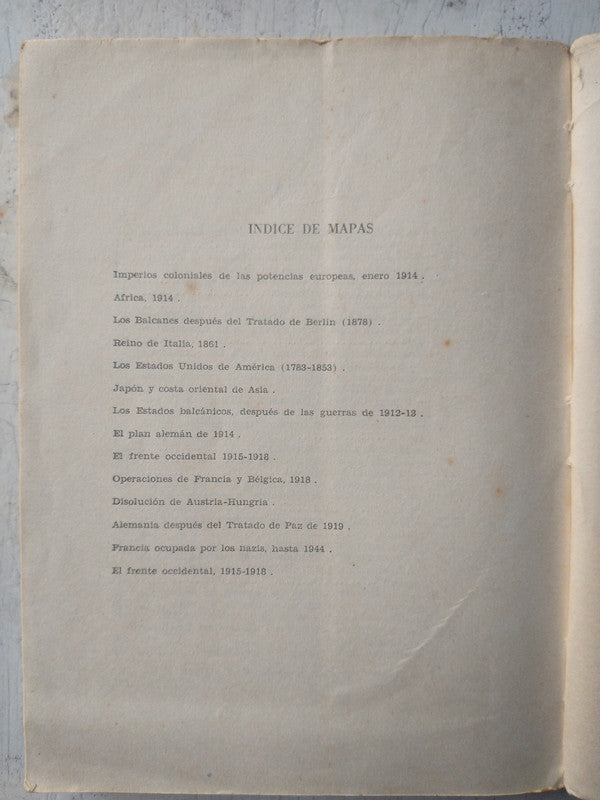 INDICE DE MAPAS
Imperios coloniales de las potencias europeas, enero 1914 .
Africa, 1914 .
Los Balcanes después del Tratado de Berlín (1878) .
Reino de Italia, 1861 .
Los Estados Unidos de América (1783-1853) .
Japón y costa oriental de Asia .
Los Estados balcánicos, después de las guerras de 1912-13 .
El plan alemán de 1914 .
El frente occidental 1915-1918 .
Operaciones de Francia y Bélgica, 1918 .
Disolución de Austria-Hungría .
Alemania después del Tratado de Paz de 1919 .
Francia ocupada por los nazis, hasta 1944 .
El frente occidental, 1915-1918 .